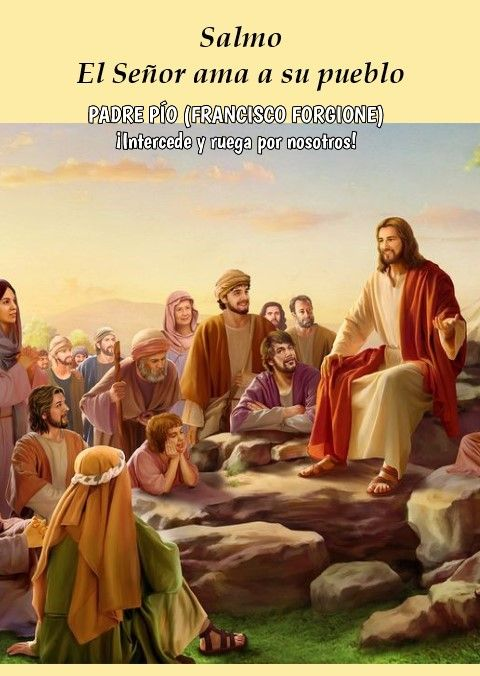 Salmo
El Señor ama a su pueblo
PADRE PÍO (FRANCISCO FORGIONE)
¡Intercede y ruega por nosotros!